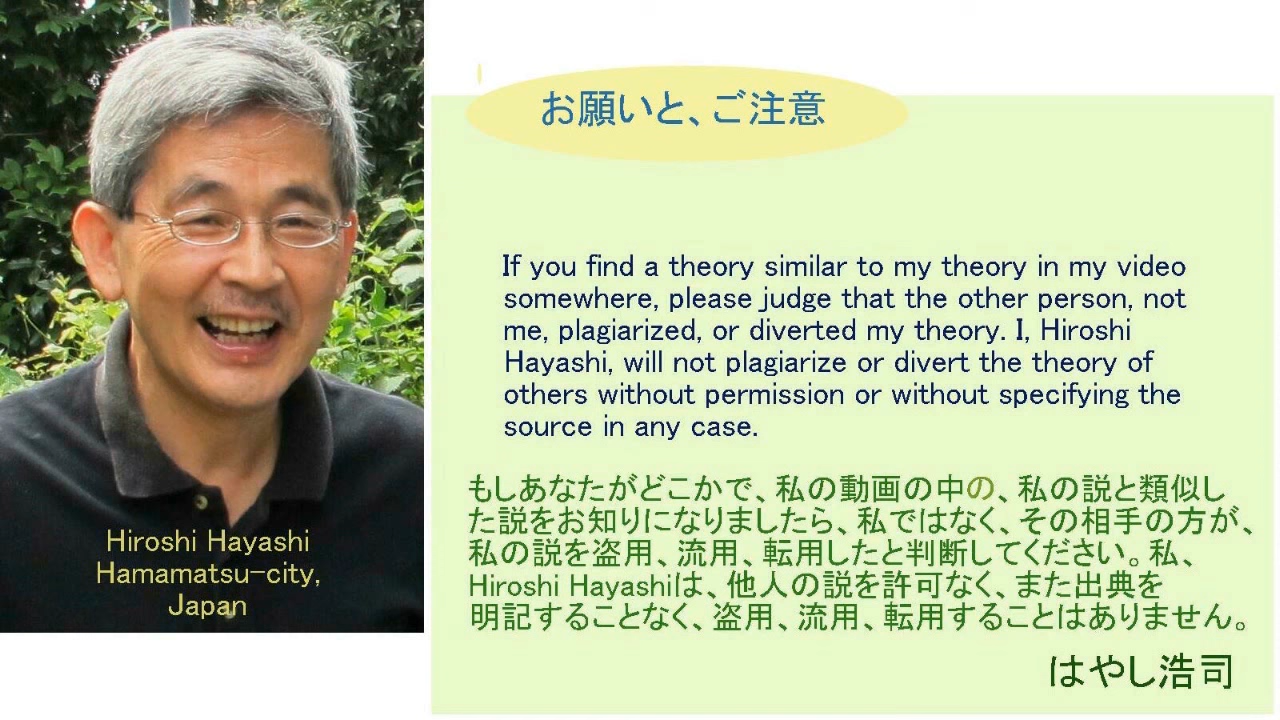 お願いと、ご注意
If you find a theory similar to my theory in my video
somewhere, please judge that the other person, not
me, plagiarized, or diverted my theory. I, Hiroshi
Hayashi, will not plagiarize or divert the theory of
others without permission or without specifying the
source in any case.
もしあなたがどこかで、私の動画の中の、私の説と類似し
た説をお知りになりましたら、私ではなく、その相手の方が、
私の説を盗用、流用、転用したと判断してください。私、
Hiroshi Hayashiは、他人の説を許可なく、また出典を
明記することなく、盗用、流用、転用することはありません。
はやし浩司
Hiroshi Hayashi
Hamamatsu-city,
Japan